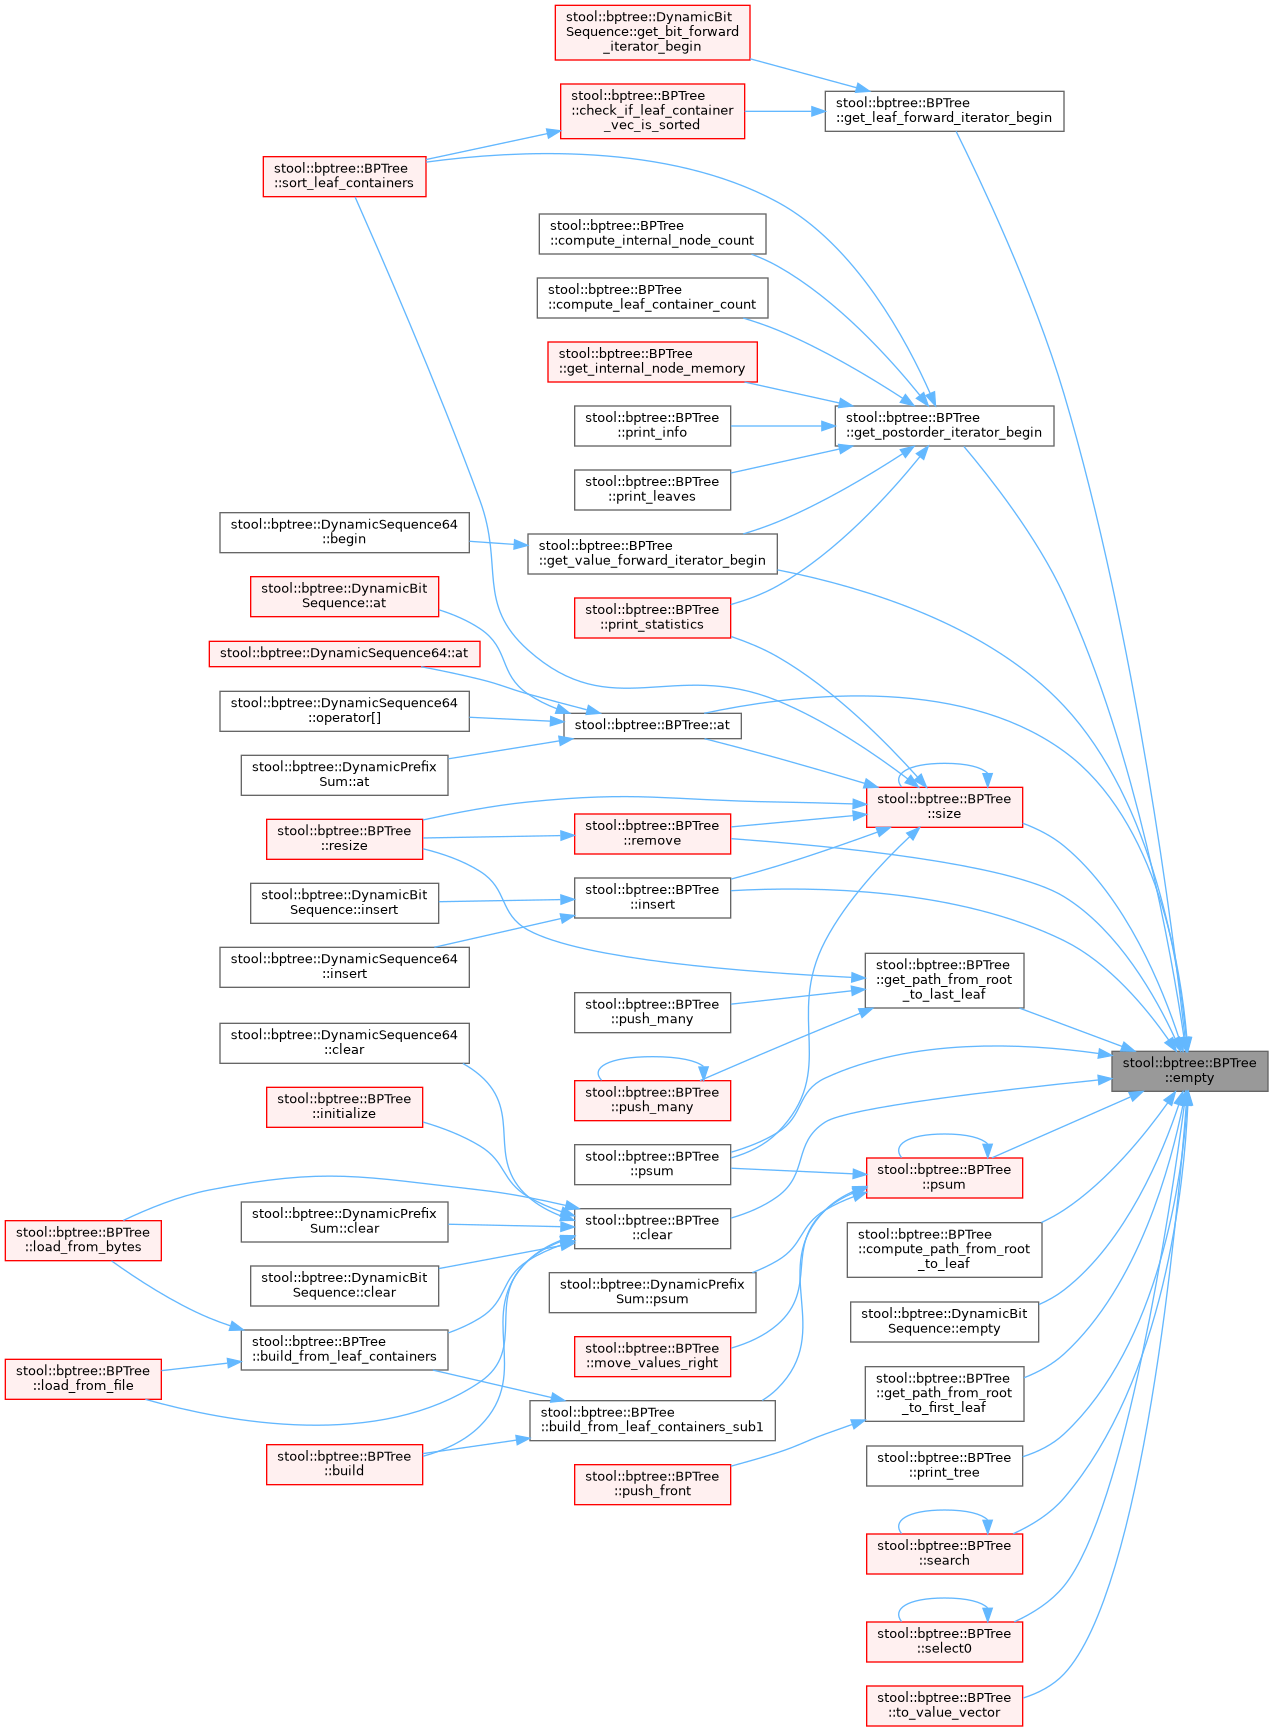 stool::bptree::DynamicBit
Sequence::get_bit_forward
_iterator_begin
stool::bptree::BPTree
::check_if_leaf_container
_vec_is_sorted
stool::bptree::BPTree
::get_leaf_forward_iterator_begin
stool::bptree::BPTree
::sort_leaf_containers
stool::bptree::BPTree
::compute_internal_node_count
stool::bptree::BPTree
::compute_leaf_container_count
stool::bptree::BPTree
::get_internal_node_memory
stool::bptree::BPTree
::get_postorder_iterator_begin
stool::bptree::BPTree
::print_info
stool::bptree::BPTree
::print_leaves
stool::bptree::DynamicSequence64
::begin
stool::bptree::BPTree
::get_value_forward_iterator_begin
stool::bptree::DynamicBit
Sequence::at
stool::bptree::BPTree
::print_statistics
stool::bptree::DynamicSequence64::at
stool::bptree::DynamicSequence64
::operator[]
stool::bptree::BPTree::at
stool::bptree::DynamicPrefix
Sum::at
stool::bptree::BPTree
::size
stool::bptree::BPTree
::resize
stool::bptree::BPTree
::remove
stool::bptree::DynamicBit
Sequence::insert
stool::bptree::BPTree
::insert
stool::bptree::DynamicSequence64
::insert
stool::bptree::BPTree
::get_path_from_root
_to_last_leaf
stool::bptree::BPTree
::push_many
stool::bptree::DynamicSequence64
::clear
stool::bptree::BPTree
::empty
stool::bptree::BPTree
::initialize
stool::bptree::BPTree
::push_many
stool::bptree::BPTree
::psum
stool::bptree::BPTree
::psum
stool::bptree::DynamicPrefix
Sum::clear
stool::bptree::BPTree
::clear
stool::bptree::BPTree
::load_from_bytes
stool::bptree::BPTree
::compute_path_from_root
_to_leaf
stool::bptree::DynamicBit
Sequence::clear
stool::bptree::DynamicPrefix
Sum::psum
stool::bptree::DynamicBit
Sequence::empty
stool::bptree::BPTree
::build_from_leaf_containers
stool::bptree::BPTree
::move_values_right
stool::bptree::BPTree
::load_from_file
stool::bptree::BPTree
::get_path_from_root
_to_first_leaf
stool::bptree::BPTree
::build_from_leaf_containers_sub1
stool::bptree::BPTree
::build
stool::bptree::BPTree
::push_front
stool::bptree::BPTree
::print_tree
stool::bptree::BPTree
::search
stool::bptree::BPTree
::select0
stool::bptree::BPTree
::to_value_vector